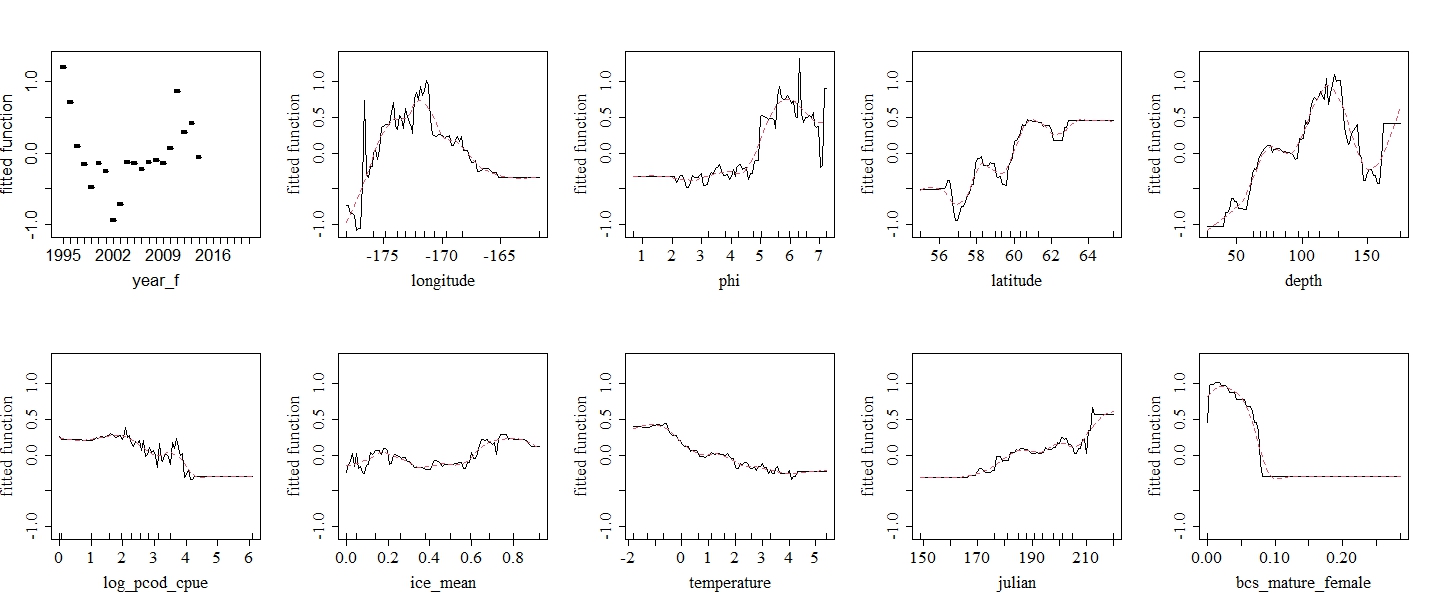 fitted function
-1.0 0.0 0.5 1.0
1995 2002 2009 2016
year_f
fitted function
-1.0 0.0 0.5 1.0
-175 -170 -165
longitude
fitted function
-1.0 0.0 0.5 1.0
1 2 3 4 5 6 7
phi
fitted function
-1.0 0.0 0.5 1.0
56 58 60 62 64
latitude
fitted function
-1.0 0.0 0.5 1.0
50 100 150
depth
fitted function
-1.0 0.0 0.5 1.0
0 1 2 3 4 5 6
log_pcod_cpue
fitted function
-1.0 0.0 0.5 1.0
0.0 0.2 0.4 0.6 0.8
ice_mean
fitted function
-1.0 0.0 0.5 1.0
-2 0 1 2 3 4 5
temperature
fitted function
-1.0 0.0 0.5 1.0
150 170 190 210
julian
fitted function
-1.0 0.0 0.5 1.0
0.00 0.10 0.20
bcs_mature_female